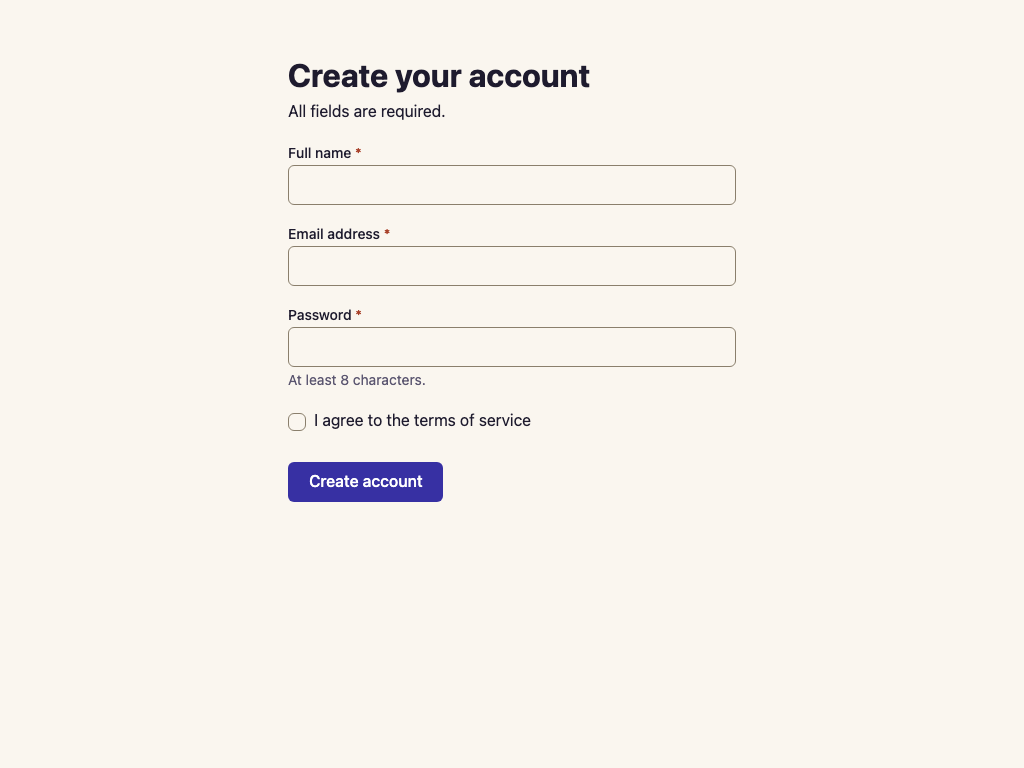 Create your account
All fields are required.
Full name *
Email address *
Password *
At least 8 characters.
I agree to the terms of service
Create account